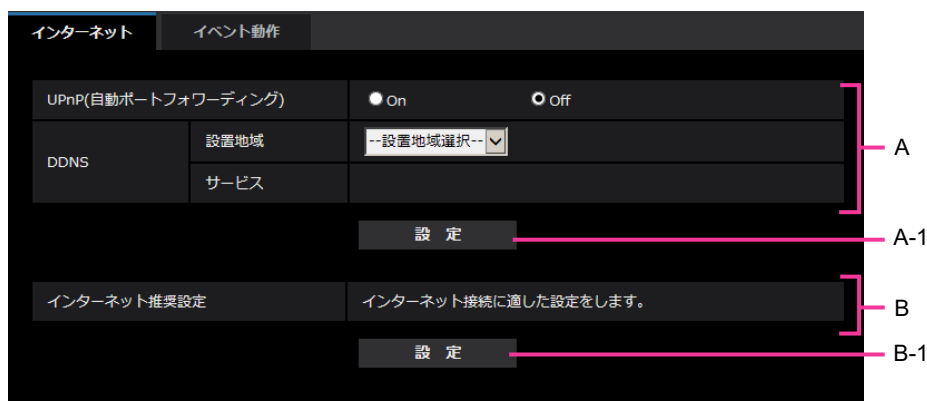 インターネット イベント動作
UPnP(自動ポートフォワーディング) On Off
DDNS 設置地域 --設置地域選択--
サービス
A
設 定
A-1
インターネット推奨設定 インターネット接続に適した設定をします。
B
設 定
B-1